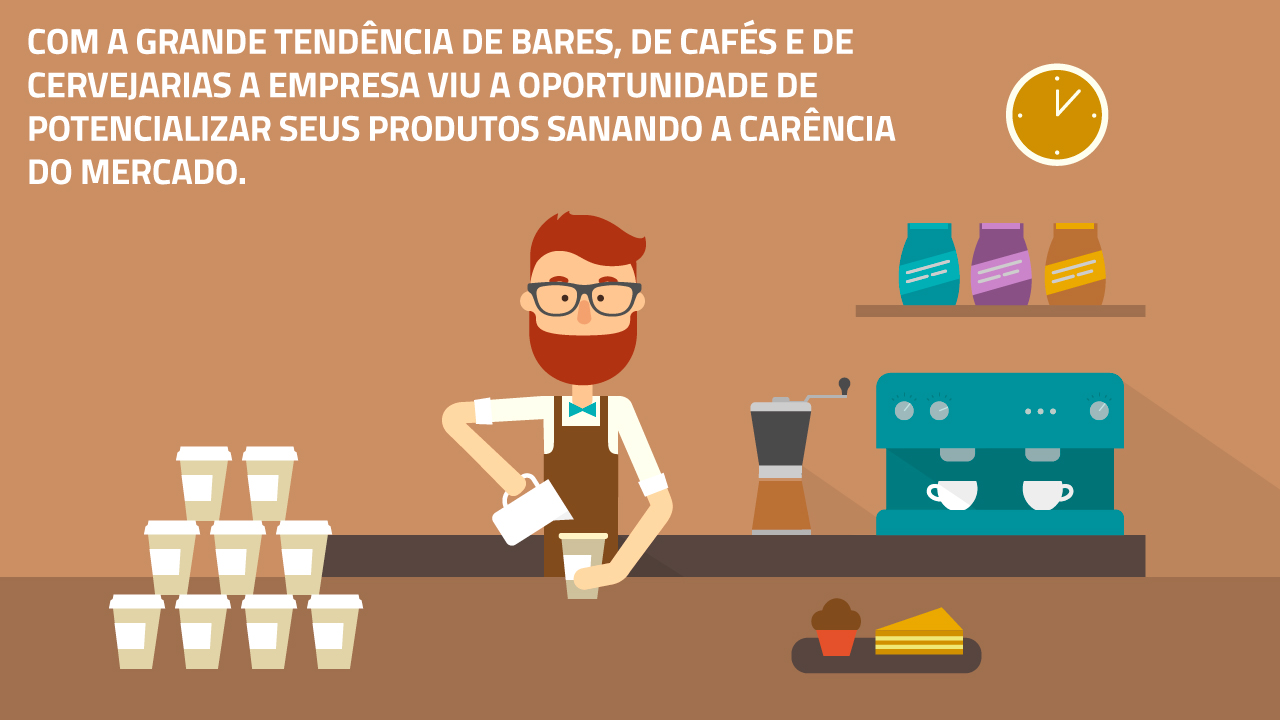 COM A GRANDE TENDÊNCIA DE BARES, DE CAFÉS E DE
CERVEJARIAS A EMPRESA VIU A OPORTUNIDADE DE
POTENCIALIZAR SEUS PRODUTOS SANANDO A CARÊNCIA
DO MERCADO.